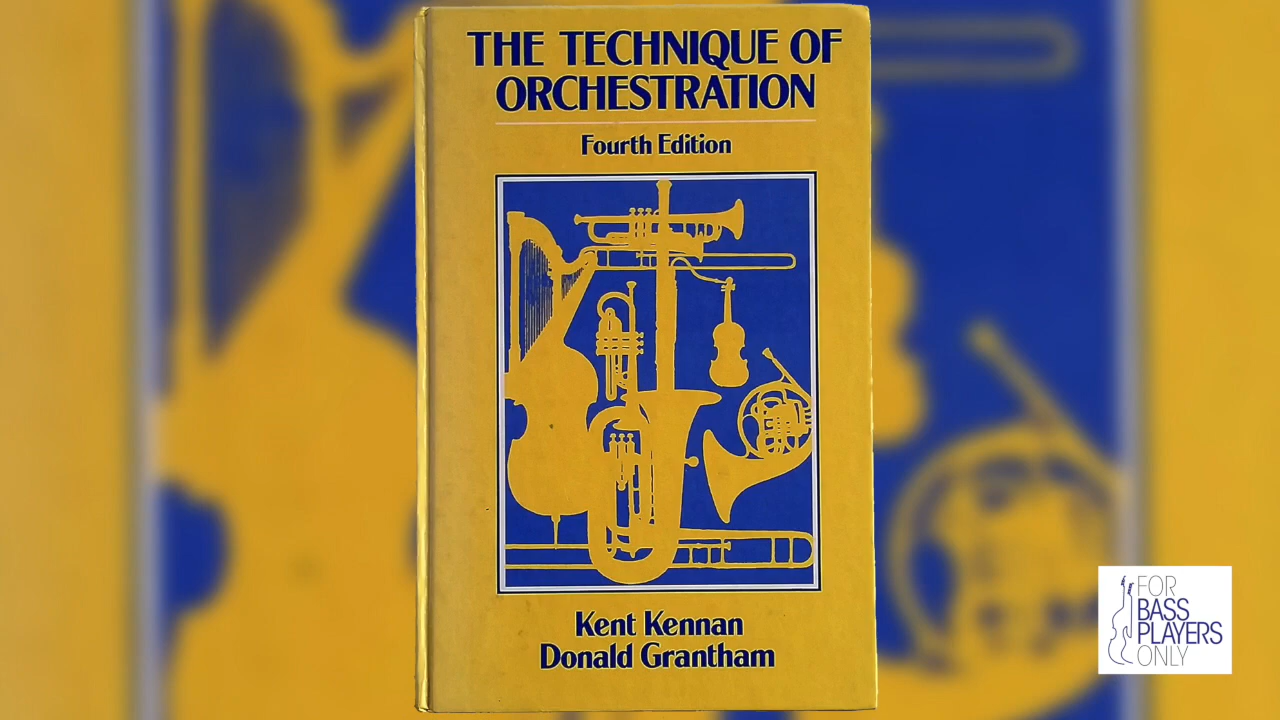 THE TECHNIQUE OF
ORCHESTRATION
Fourth Edition
Kent Kennan
Donald Grantham
FOR
BASS
PLAYERS
ONLY